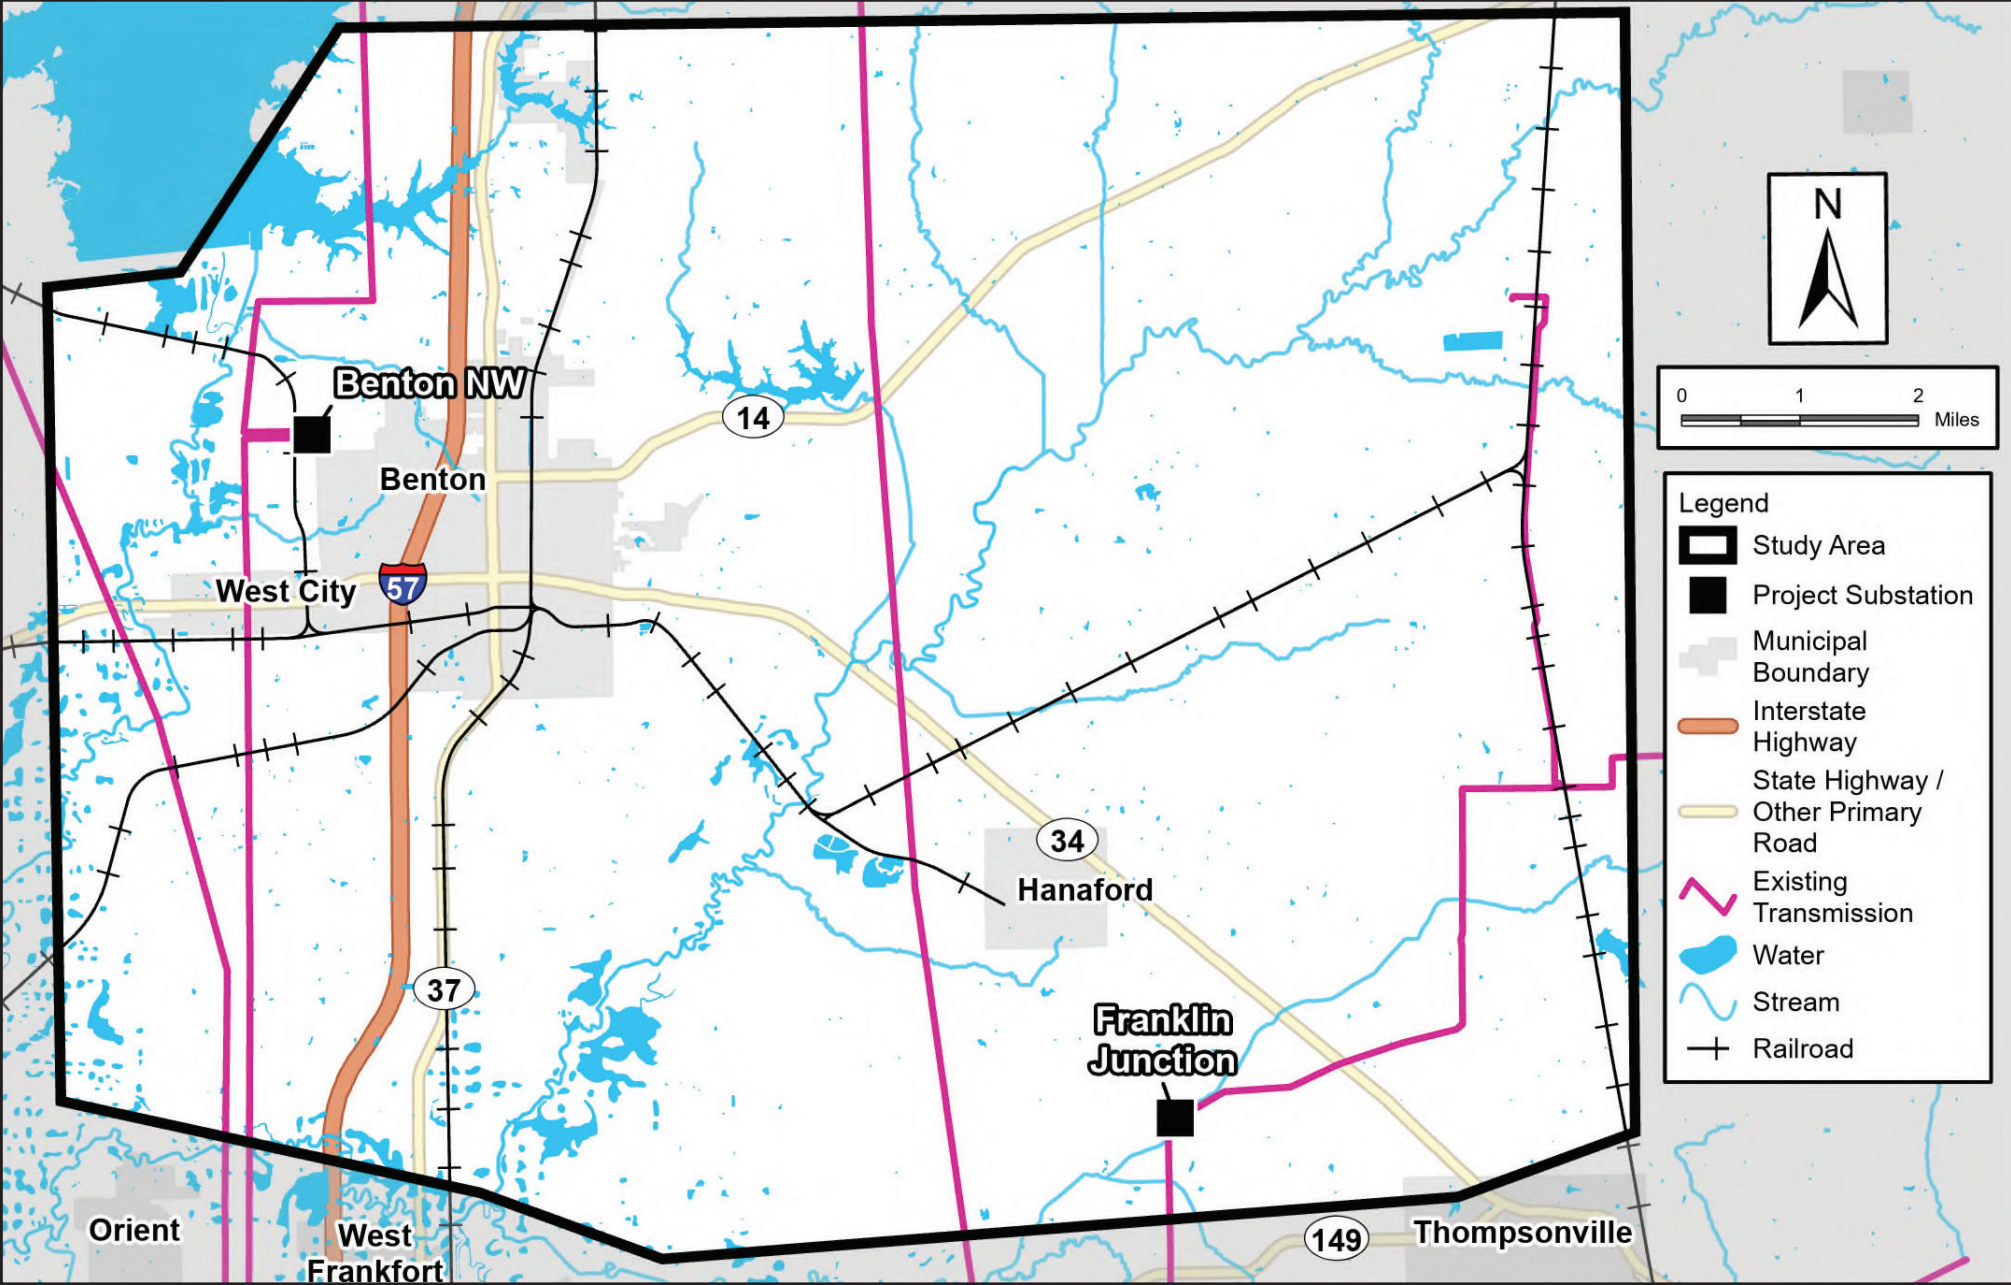 N
0 1 2
Miles
Legend
Study Area
Project Substation
Municipal
Boundary
Interstate
Highway
State Highway /
Other Primary
Road
Existing
Transmission
Water
Stream
Railroad
Benton NW
14
Benton
West City
57
34
Hanaford
37
Franklin
Junction
Orient
West
Frankfort
149
Thompsonville